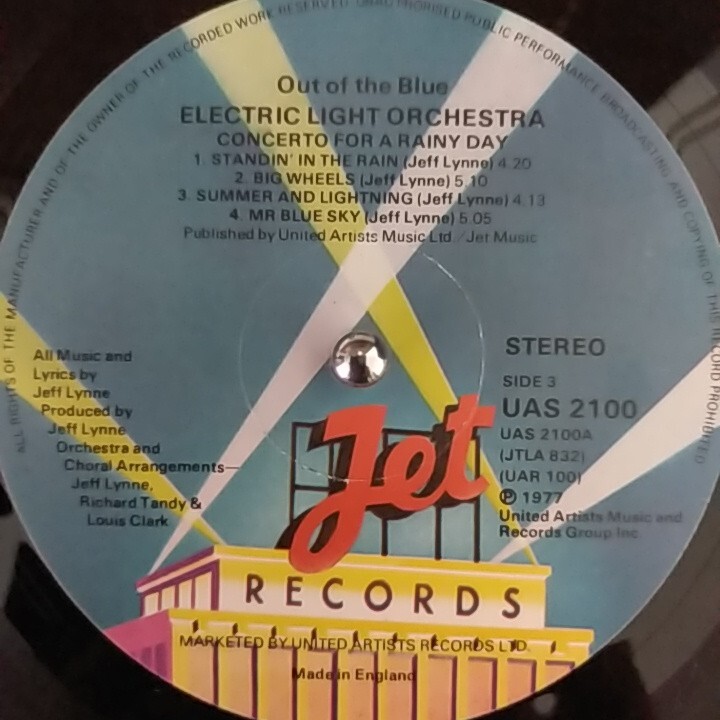 ALL RIGHTS OF THE MANUFACTURER AND OF THE OWNER OF THE RECORDED WORK RESERVED. UNAUTHORISED PUBLIC PERFORMANCE BROADCASTING AND COPYING OF THIS RECORD PROHIBITED
Out of the Blue
ELECTRIC LIGHT ORCHESTRA
CONCERTO FOR A RAINY DAY
1. STANDIN' IN THE RAIN (Jeff Lynne) 4.20
2. BIG WHEELS (Jeff Lynne) 5.10
3. SUMMER AND LIGHTNING (Jeff Lynne) 4.13
4. MR BLUE SKY (Jeff Lynne) 5.05
Published by United Artists Music Ltd./Jet Music
All Music and
Lyrics by
Jeff Lynne
Produced by
Jeff Lynne
Orchestra and
Choral Arrangements—
Jeff Lynne,
Richard Tandy &
Louis Clark
STEREO
SIDE 3
UAS 2100
UAS 2100A
(JTLA 832)
(UAR 100)
℗ 1977
United Artists Music and
Records Group Inc.
Jet
RECORDS
MARKETED BY UNITED ARTISTS RECORDS LTD.
Made in England